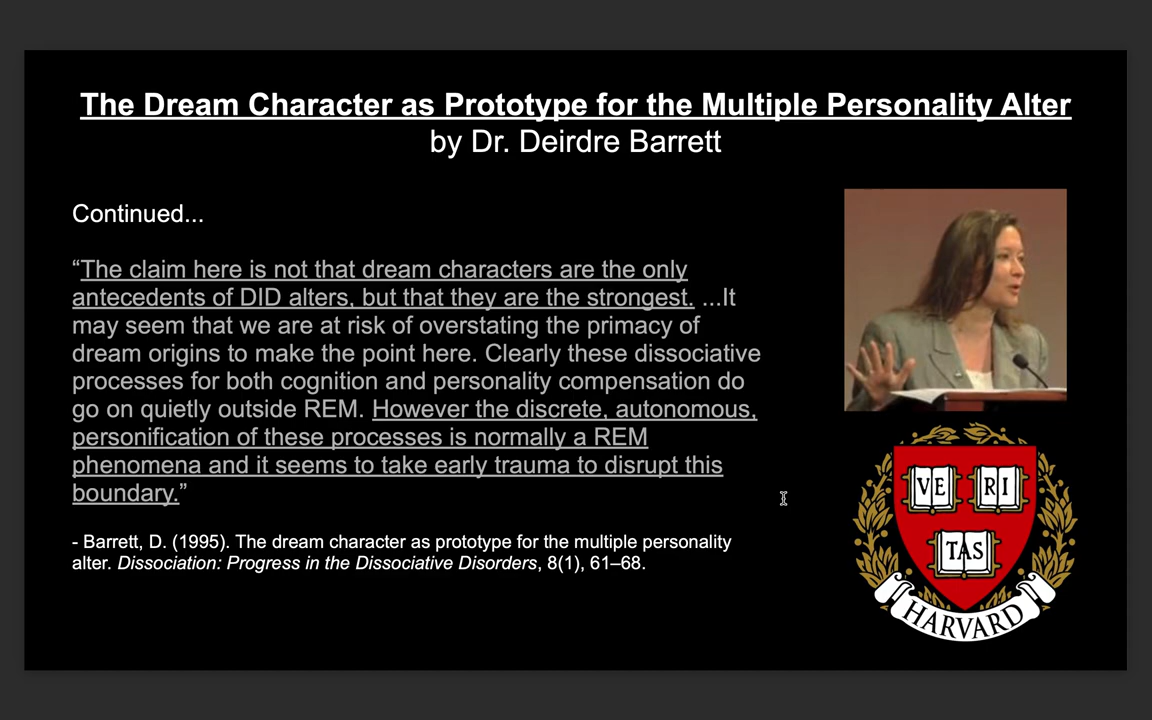 The Dream Character as Prototype for the Multiple Personality Alter
by Dr. Deirdre Barrett
Continued...
“The claim here is not that dream characters are the only
antecedents of DID alters, but that they are the strongest. ...It
may seem that we are at risk of overstating the primacy of
dream origins to make the point here. Clearly these dissociative
processes for both cognition and personality compensation do
go on quietly outside REM. However the discrete, autonomous,
personification of these processes is normally a REM
phenomena and it seems to take early trauma to disrupt this
boundary.”
- Barrett, D. (1995). The dream character as prototype for the multiple personality
alter. Dissociation: Progress in the Dissociative Disorders, 8(1), 61–68.
VE RI
TAS
HARVARD